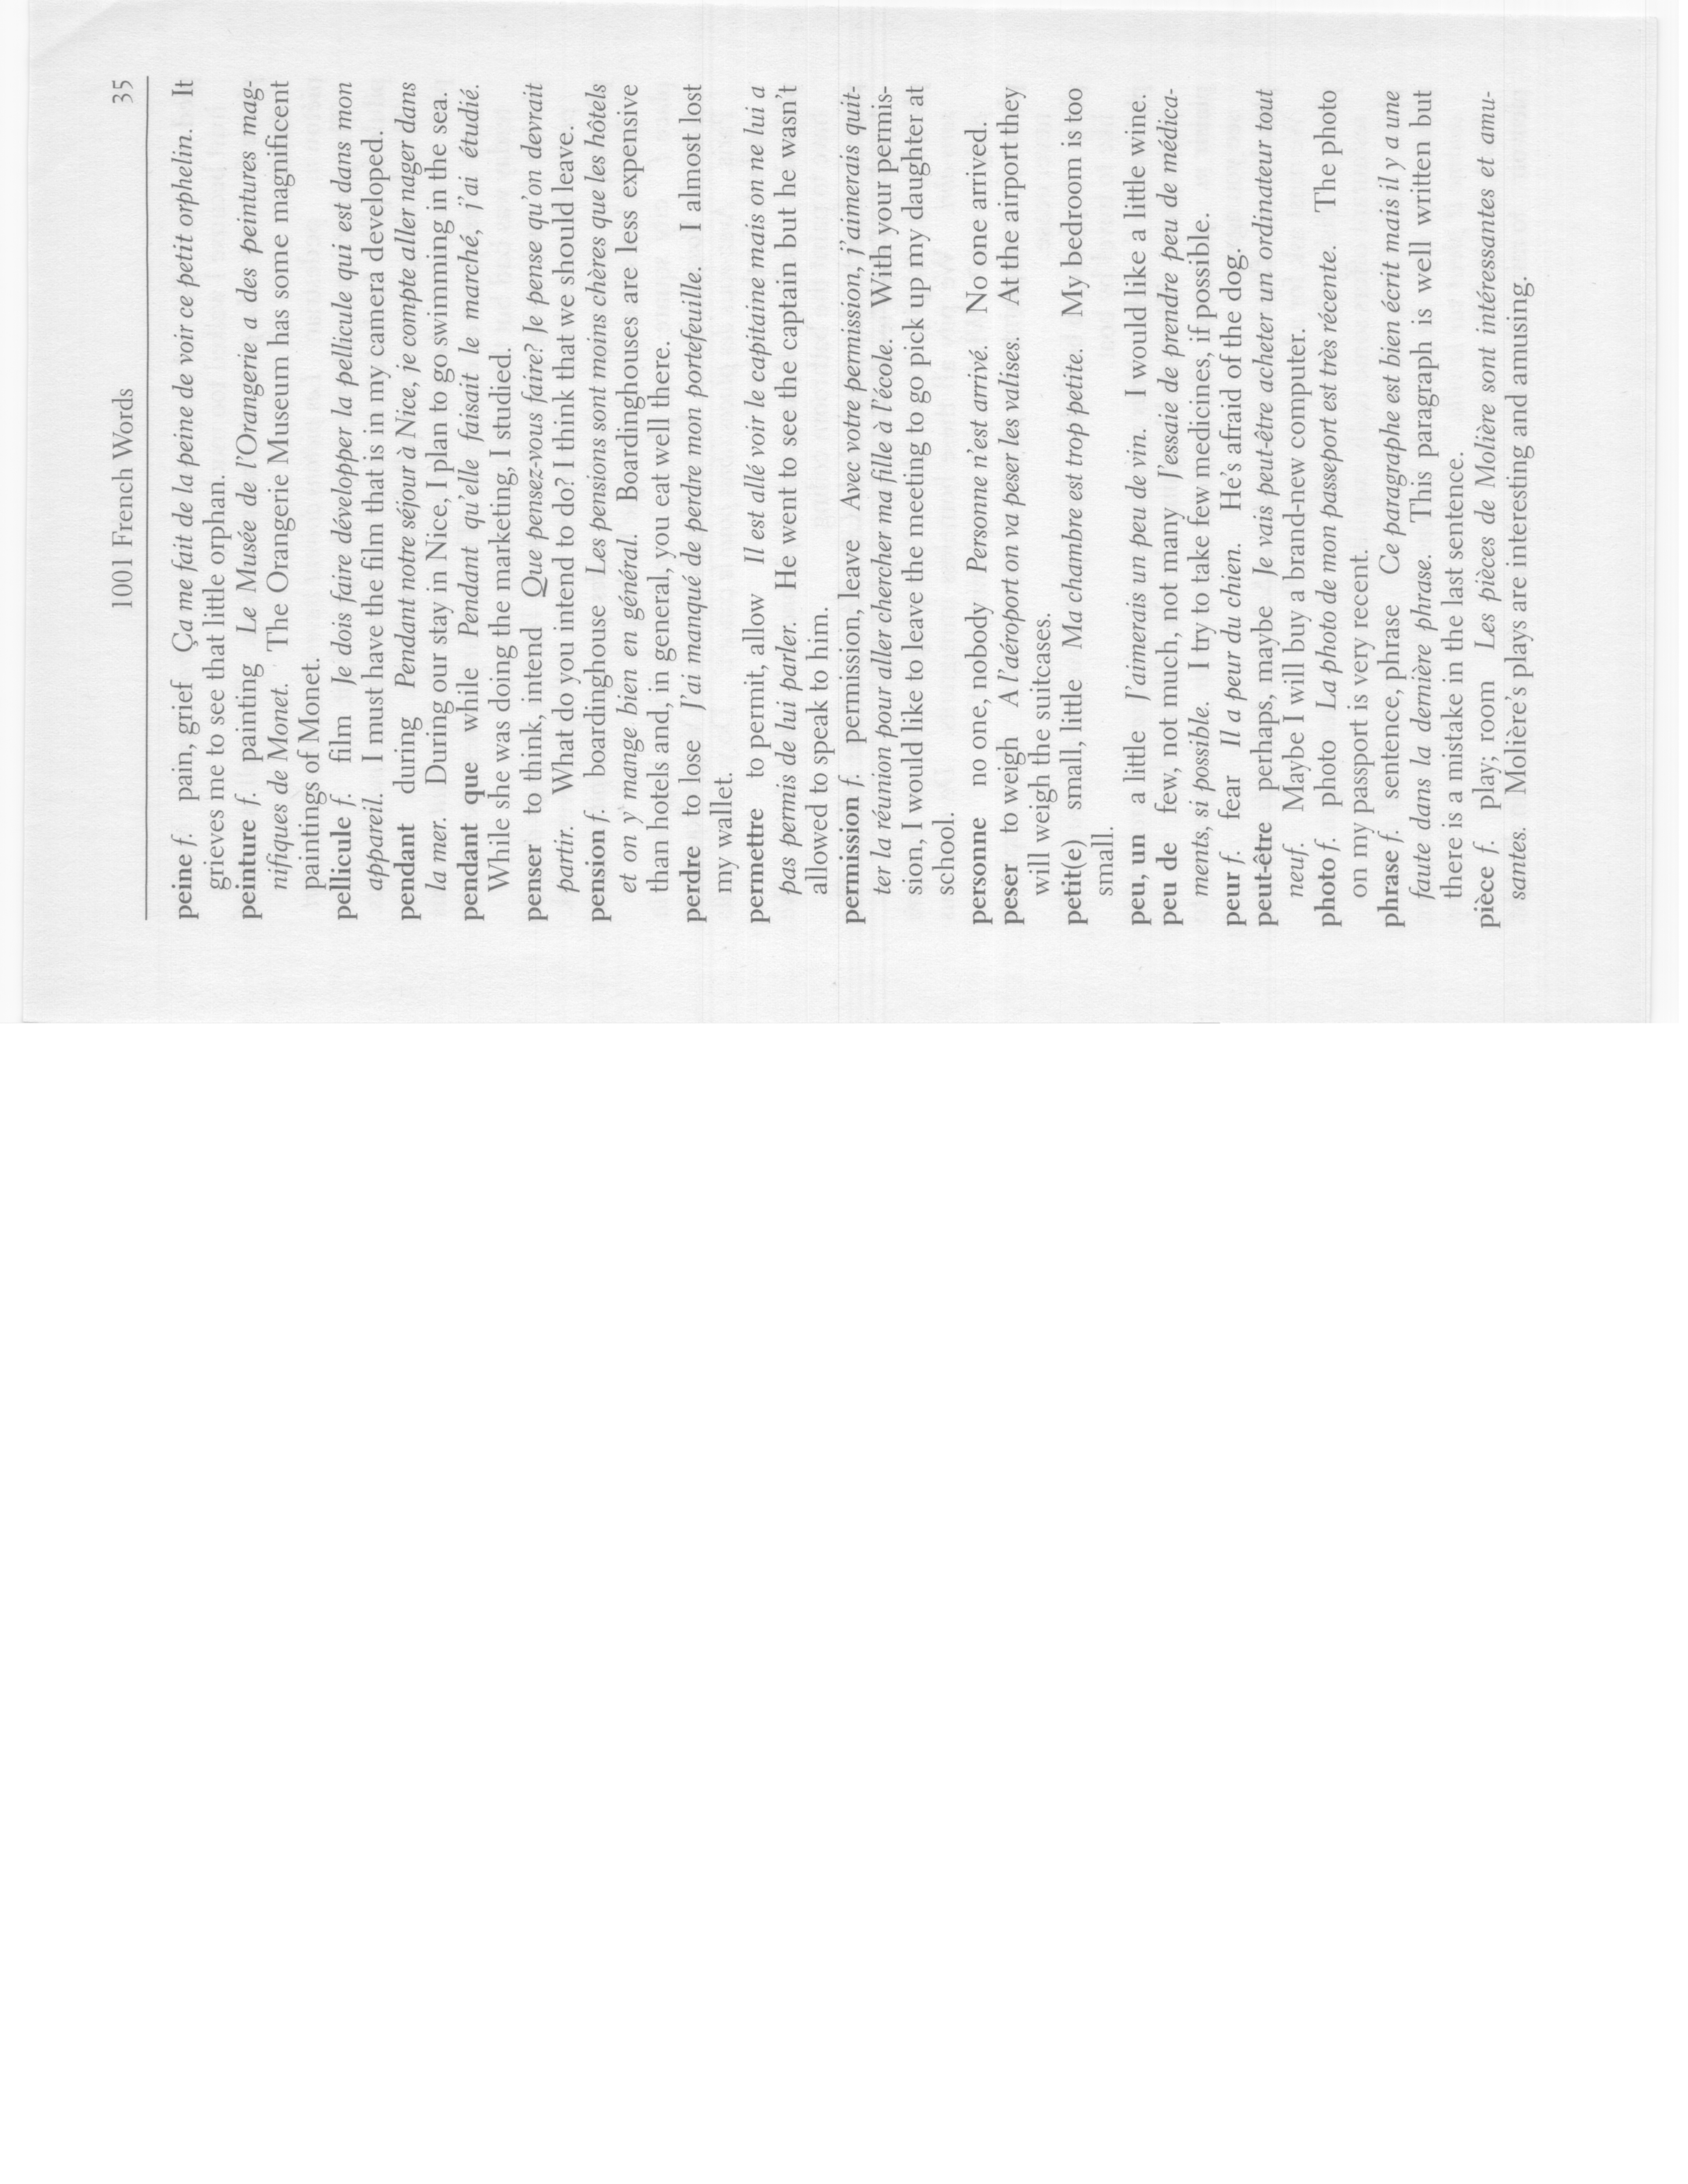 1001 French Words 35
peine f. pain, grief Ça me fait de la peine de voir ce petit orphelin. It
grieves me to see that little orphan.
peinture f. painting Le Musée de l'Orangerie a des peintures mag-
nifiques de Monet. The Orangerie Museum has some magnificent
paintings of Monet.
pellicule f. film Je dois faire développer la pellicule qui est dans mon
appareil. I must have the film that is in my camera developed.
pendant during Pendant notre séjour à Nice, je compte aller nager dans
la mer. During our stay in Nice, I plan to go swimming in the sea.
pendant que while Pendant qu'elle faisait le marché, j'ai étudié.
While she was doing the marketing, I studied.
penser to think, intend Que pensez-vous faire? Je pense qu'on devrait
partir. What do you intend to do? I think that we should leave.
pension f. boardinghouse Les pensions sont moins chères que les hôtels
et on y mange bien en général. Boardinghouses are less expensive
than hotels and, in general, you eat well there.
perdre to lose J'ai manqué de perdre mon portefeuille. I almost lost
my wallet.
permettre to permit, allow Il est allé voir le capitaine mais on ne lui a
pas permis de lui parler. He went to see the captain but he wasn't
allowed to speak to him.
permission f. permission, leave Avec votre permission, j'aimerais quit-
ter la réunion pour aller chercher ma fille à l'école. With your permis-
sion, I would like to leave the meeting to go pick up my daughter at
school.
personne no one, nobody Personne n'est arrivé. No one arrived.
peser to weigh A l'aéroport on va peser les valises. At the airport they
will weigh the suitcases.
petit(e) small, little Ma chambre est trop petite. My bedroom is too
small.
peu, un a little J'aimerais un peu de vin. I would like a little wine.
peu de few, not much, not many J'essaie de prendre peu de médica-
ments, si possible. I try to take few medicines, if possible.
peur f. fear Il a peur du chien. He's afraid of the dog.
peut-être perhaps, maybe Je vais peut-être acheter un ordinateur tout
neuf. Maybe I will buy a brand-new computer.
photo f. photo La photo de mon passeport est très récente. The photo
on my passport is very recent.
phrase f. sentence, phrase Ce paragraphe est bien écrit mais il y a une
faute dans la dernière phrase. This paragraph is well written but
there is a mistake in the last sentence.
pièce f. play; room Les pièces de Molière sont intéressantes et amu-
santes. Molière's plays are interesting and amusing.